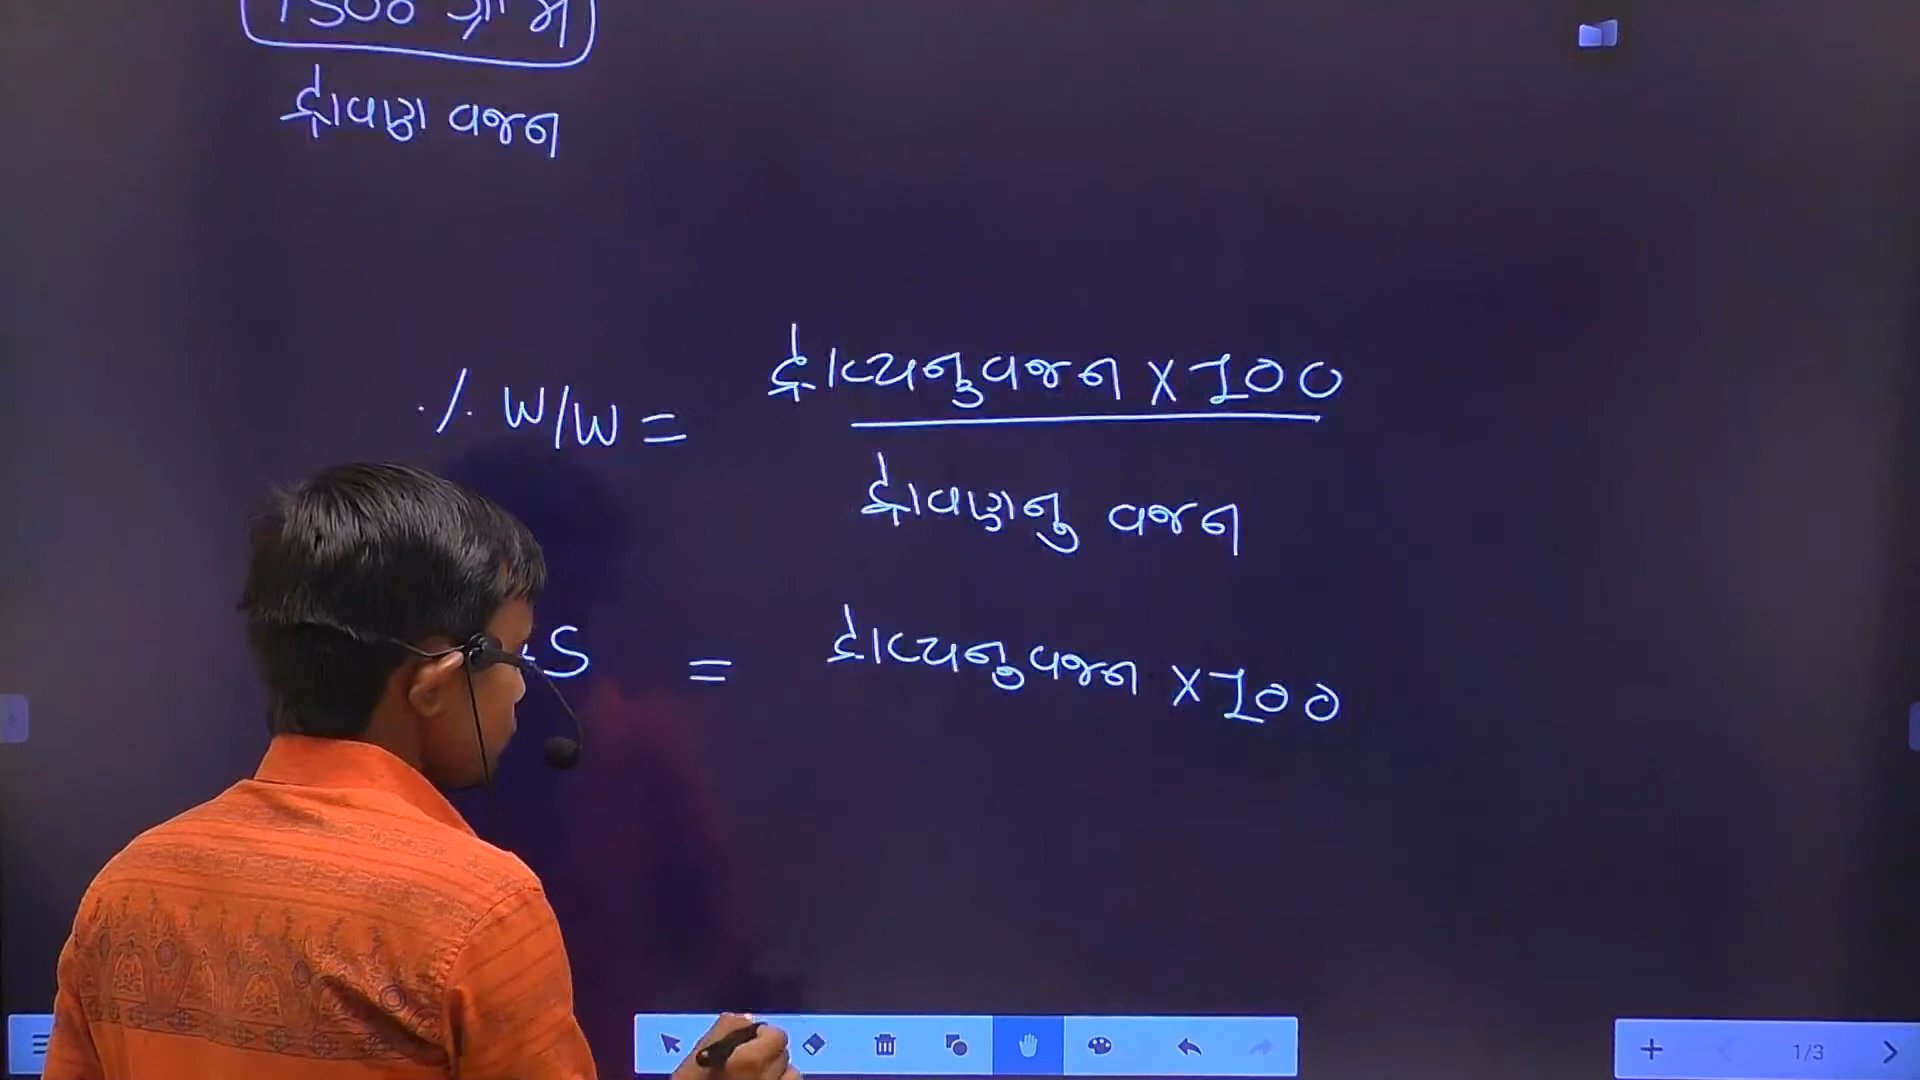 1500 ગ્રામ
દ્રાવણ વજન
% W/W = દ્રાવ્યનુ વજન X 100
દ્રાવણનુ વજન
S = દ્રાવ્યનુ વજન X 100
1/3